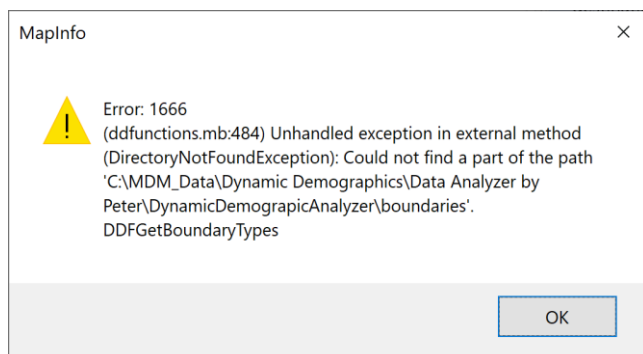 MapInfo
Error: 1666
(ddfunctions.mb:484) Unhandled exception in external method
(DirectoryNotFoundException): Could not find a part of the path
'C:\MDM_Data\Dynamic Demographics\Data Analyzer by
Peter\DynamicDemograpicAnalyzer\boundaries'.
DDFGetBoundaryTypes
OK